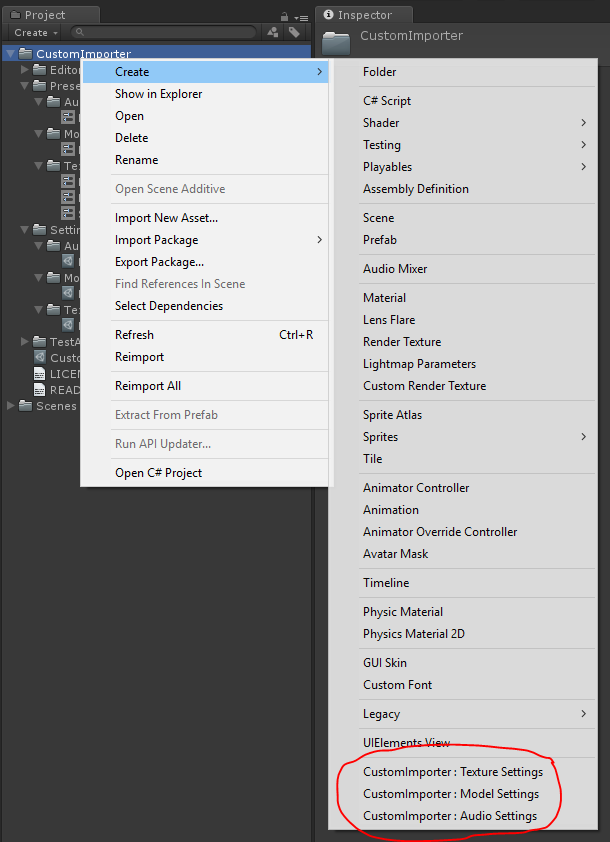 Project
Inspector
Create
CustomImporter
CustomImporter
Editor
Create
Folder
Show in Explorer
C# Script
Open
Shader
Delete
Testing
Rename
Playables
Open Scene Additive
Assembly Definition
Import New Asset...
Scene
Import Package
Prefab
Export Package...
Audio Mixer
Find References In Scene
Select Dependencies
Material
Lens Flare
Refresh Ctrl+R
Render Texture
Reimport
Lightmap Parameters
Reimport All
Custom Render Texture
Extract From Prefab
Sprite Atlas
Run API Updater...
Sprites
Open C# Project
Tile
Animator Controller
Animation
Animator Override Controller
Avatar Mask
Timeline
Physic Material
Physics Material 2D
GUI Skin
Custom Font
Legacy
UIElements View
CustomImporter : Texture Settings
CustomImporter : Model Settings
CustomImporter : Audio Settings
Prese
Au
Mo
Te
Settin
Au
Mo
Te
TestA
Custo
LICEN
READ
Scenes